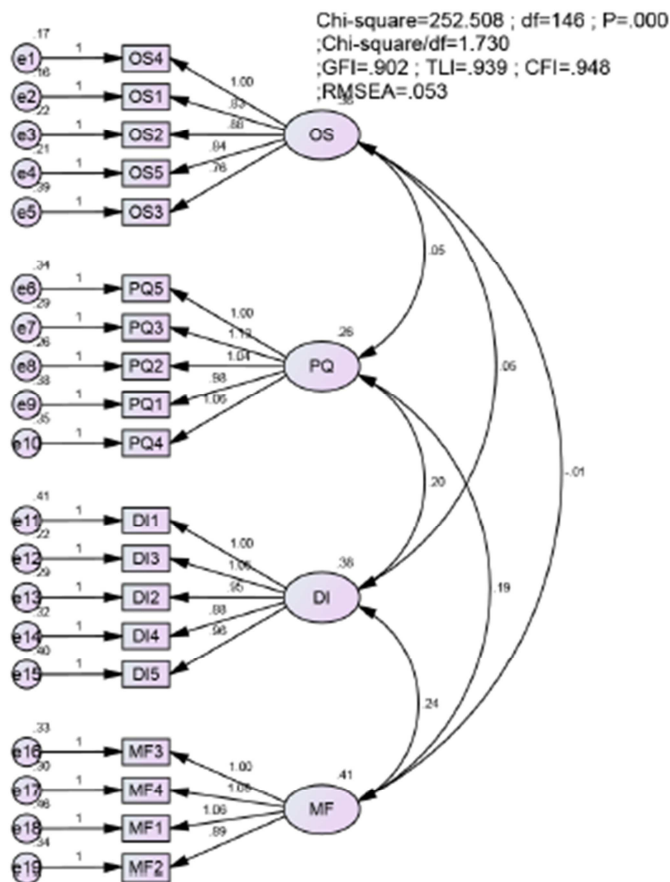 Chi-square=252.508 ; df=146 ; P=.000
;Chi-square/df=1.730
;GFI=.902 ; TLI=.939 ; CFI=.948
;RMSEA=.053
.17
e1 1 OS4 1.00
.16
e2 1 OS1 .83
.22
e3 1 OS2 .88 OS
.21
e4 1 OS5 .84
.39
e5 1 OS3 .76
.05
.34
e6 1 PQ5 1.00
.29
e7 1 PQ3 1.13 .26
.26
e8 1 PQ2 1.04 PQ .06
.38
e9 1 PQ1 .98
.35
e10 1 PQ4 1.06
-.01
.20
.41
e11 1 DI1 1.00
.22
e12 1 DI3 1.06 .38
.29
e13 1 DI2 .95 DI .19
.32
e14 1 DI4 .88
.40
e15 1 DI5 .96
.24
.33
e16 1 MF3 1.00
.30
e17 1 MF4 .41
.46
e18 1 MF1 1.06 MF
.34
e19 1 MF2 .89